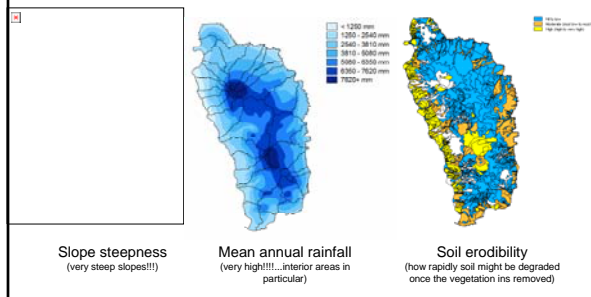 < 1250 mm
1250 - 2540 mm
2540 - 3810 mm
3810 - 5080 mm
5080 - 6350 mm
6350 - 7620 mm
7620+ mm
Slope steepness
(very steep slopes!!!)
Mean annual rainfall
(very high!!!!...interior areas in
particular)
Soil erodibility
(how rapidly soil might be degraded
once the vegetation ins removed)